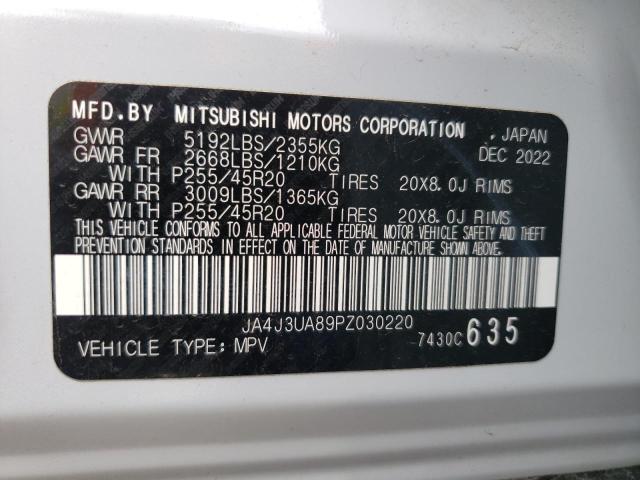 MFD.BY MITSUBISHI MOTORS CORPORATION , JAPAN
GVWR 5192LBS/2355KG DEC 2022
GAWR FR 2668LBS/1210KG
WITH P255/45R20 TIRES 20X8.0J RIMS
GAWR RR 3009LBS/1365KG
WITH P255/45R20 TIRES 20X8.0J RIMS
THIS VEHICLE CONFORMS TO ALL APPLICABLE FEDERAL MOTOR VEHICLE SAFETY AND THEFT
PREVENTION STANDARDS IN EFFECT ON THE DATE OF MANUFACTURE SHOWN ABOVE.
JA4J3UA89PZ030220
VEHICLE TYPE: MPV 7430C 635